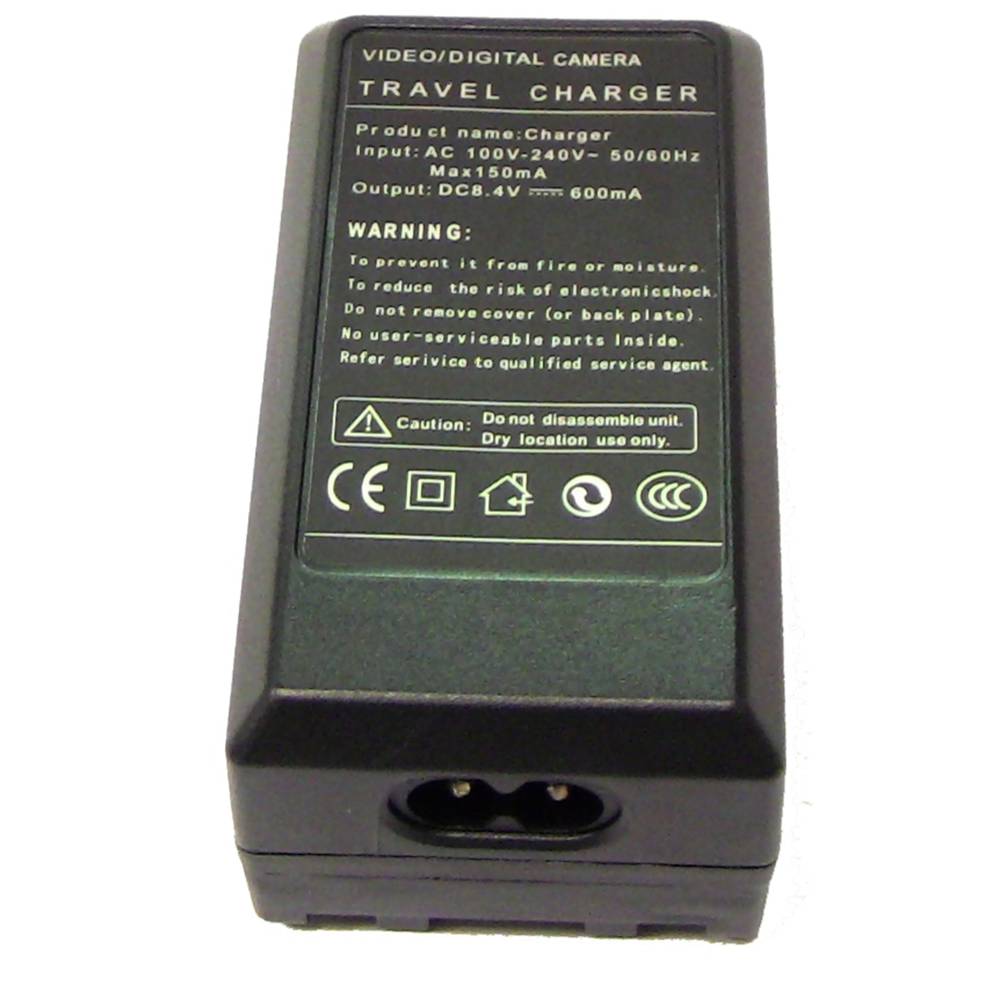 VIDEO/DIGITAL CAMERA
TRAVEL CHARGER
Product name:Charger
Input: AC 100V-240V~ 50/60Hz
Max150mA
Output: DC8.4V ⎓ 600mA
WARNING:
To prevent it from fire or moisture.
To reduce the risk of electronicshock.
Do not remove cover (or back plate).
No user-serviceable parts Inside.
Refer serivice to qualified service agent.
Caution: Do not disassemble unit.
Dry location use only.
CE CCC